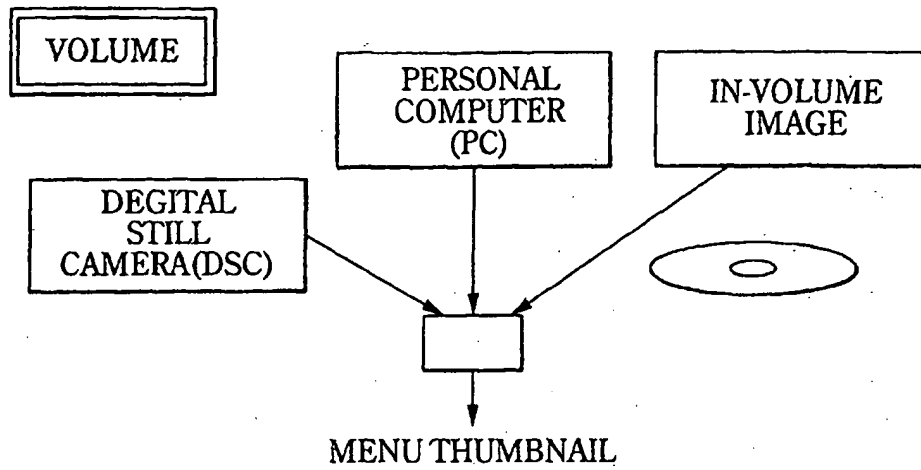 VOLUME
PERSONAL
COMPUTER
(PC)
IN-VOLUME
IMAGE
DEGITAL
STILL
CAMERA(DSC)
MENU THUMBNAIL